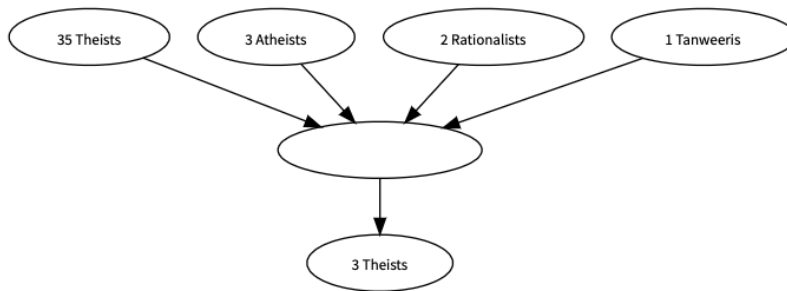 35 Theists
3 Atheists
2 Rationalists
1 Tanweeris
3 Theists